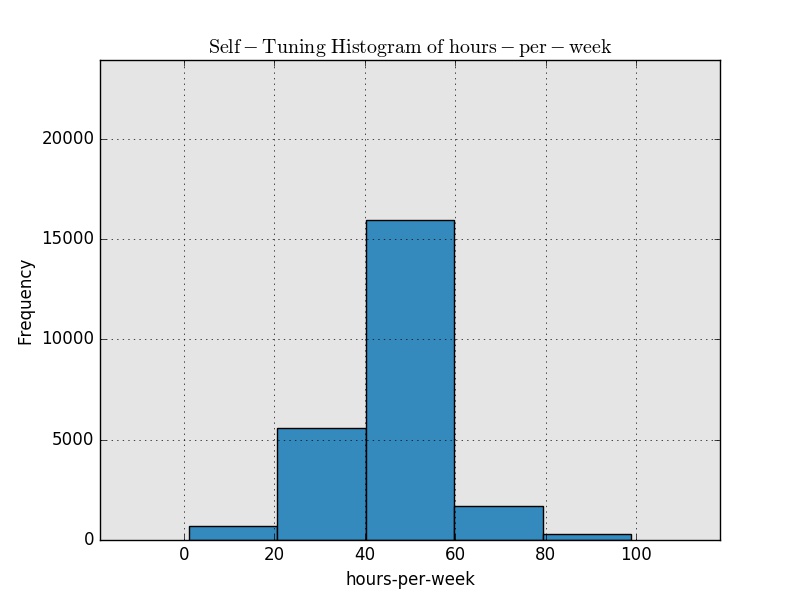 Self − Tuning Histogram of hours − per − week
20000
15000
10000
5000
0
Frequency
0 20 40 60 80 100
hours-per-week